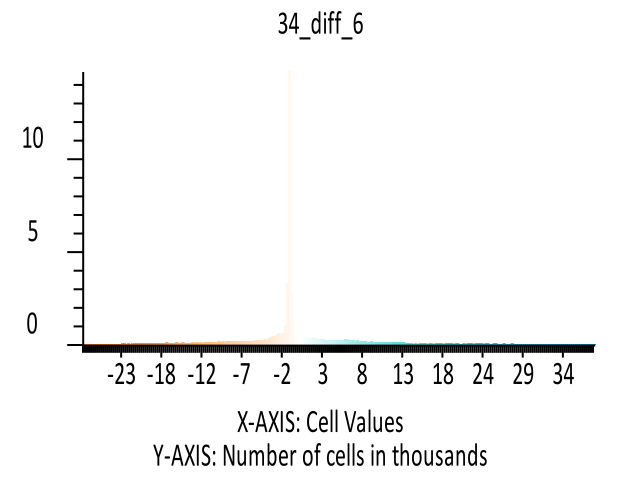 34_diff_6
10
5
0
-23 -18 -12 -7 -2 3 8 13 18 24 29 34
X-AXIS: Cell Values
Y-AXIS: Number of cells in thousands